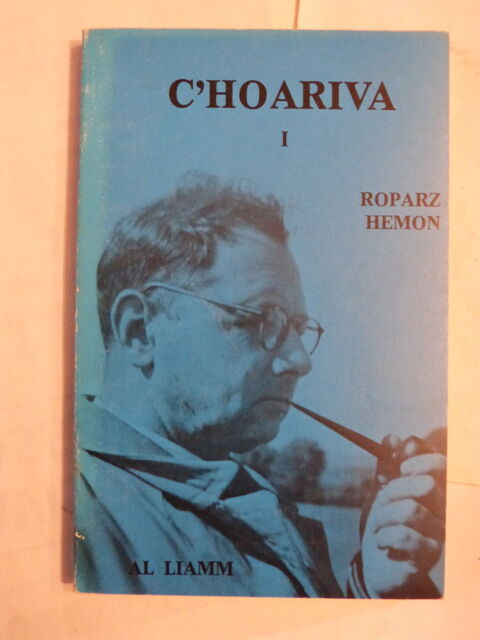 C'HOARIVA
I
ROPARZ
HEMON
AL LIAMM